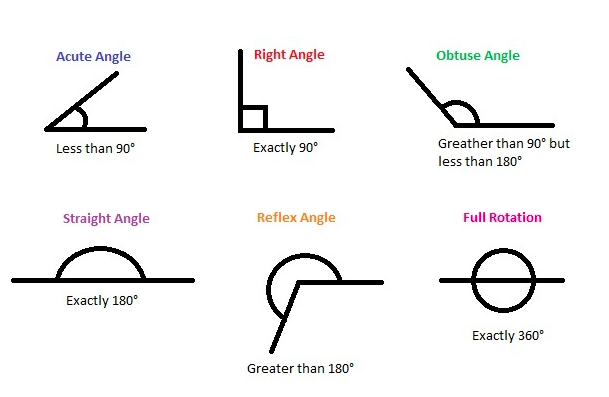 Acute Angle
Right Angle
Obtuse Angle
Less than 90°
Exactly 90°
Greather than 90° but
less than 180°
Straight Angle
Reflex Angle
Full Rotation
Exactly 180°
Greater than 180°
Exactly 360°